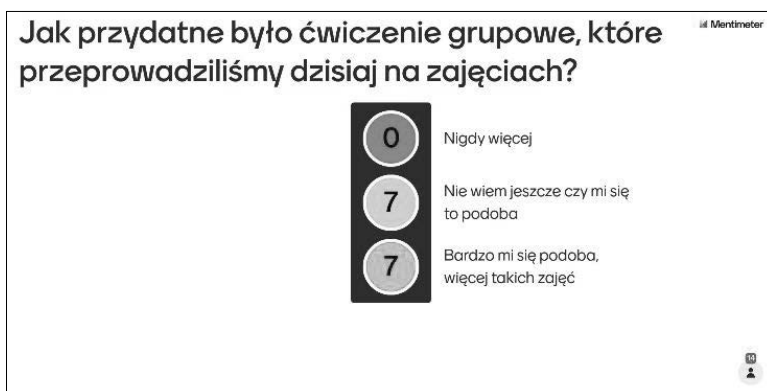 Jak przydatne było ćwiczenie grupowe, które
przeprowadziliśmy dzisiaj na zajęciach?
Mentimeter
0
Nigdy więcej
7
Nie wiem jeszcze czy mi się
to podoba
7
Bardzo mi się podoba,
więcej takich zajęć
14